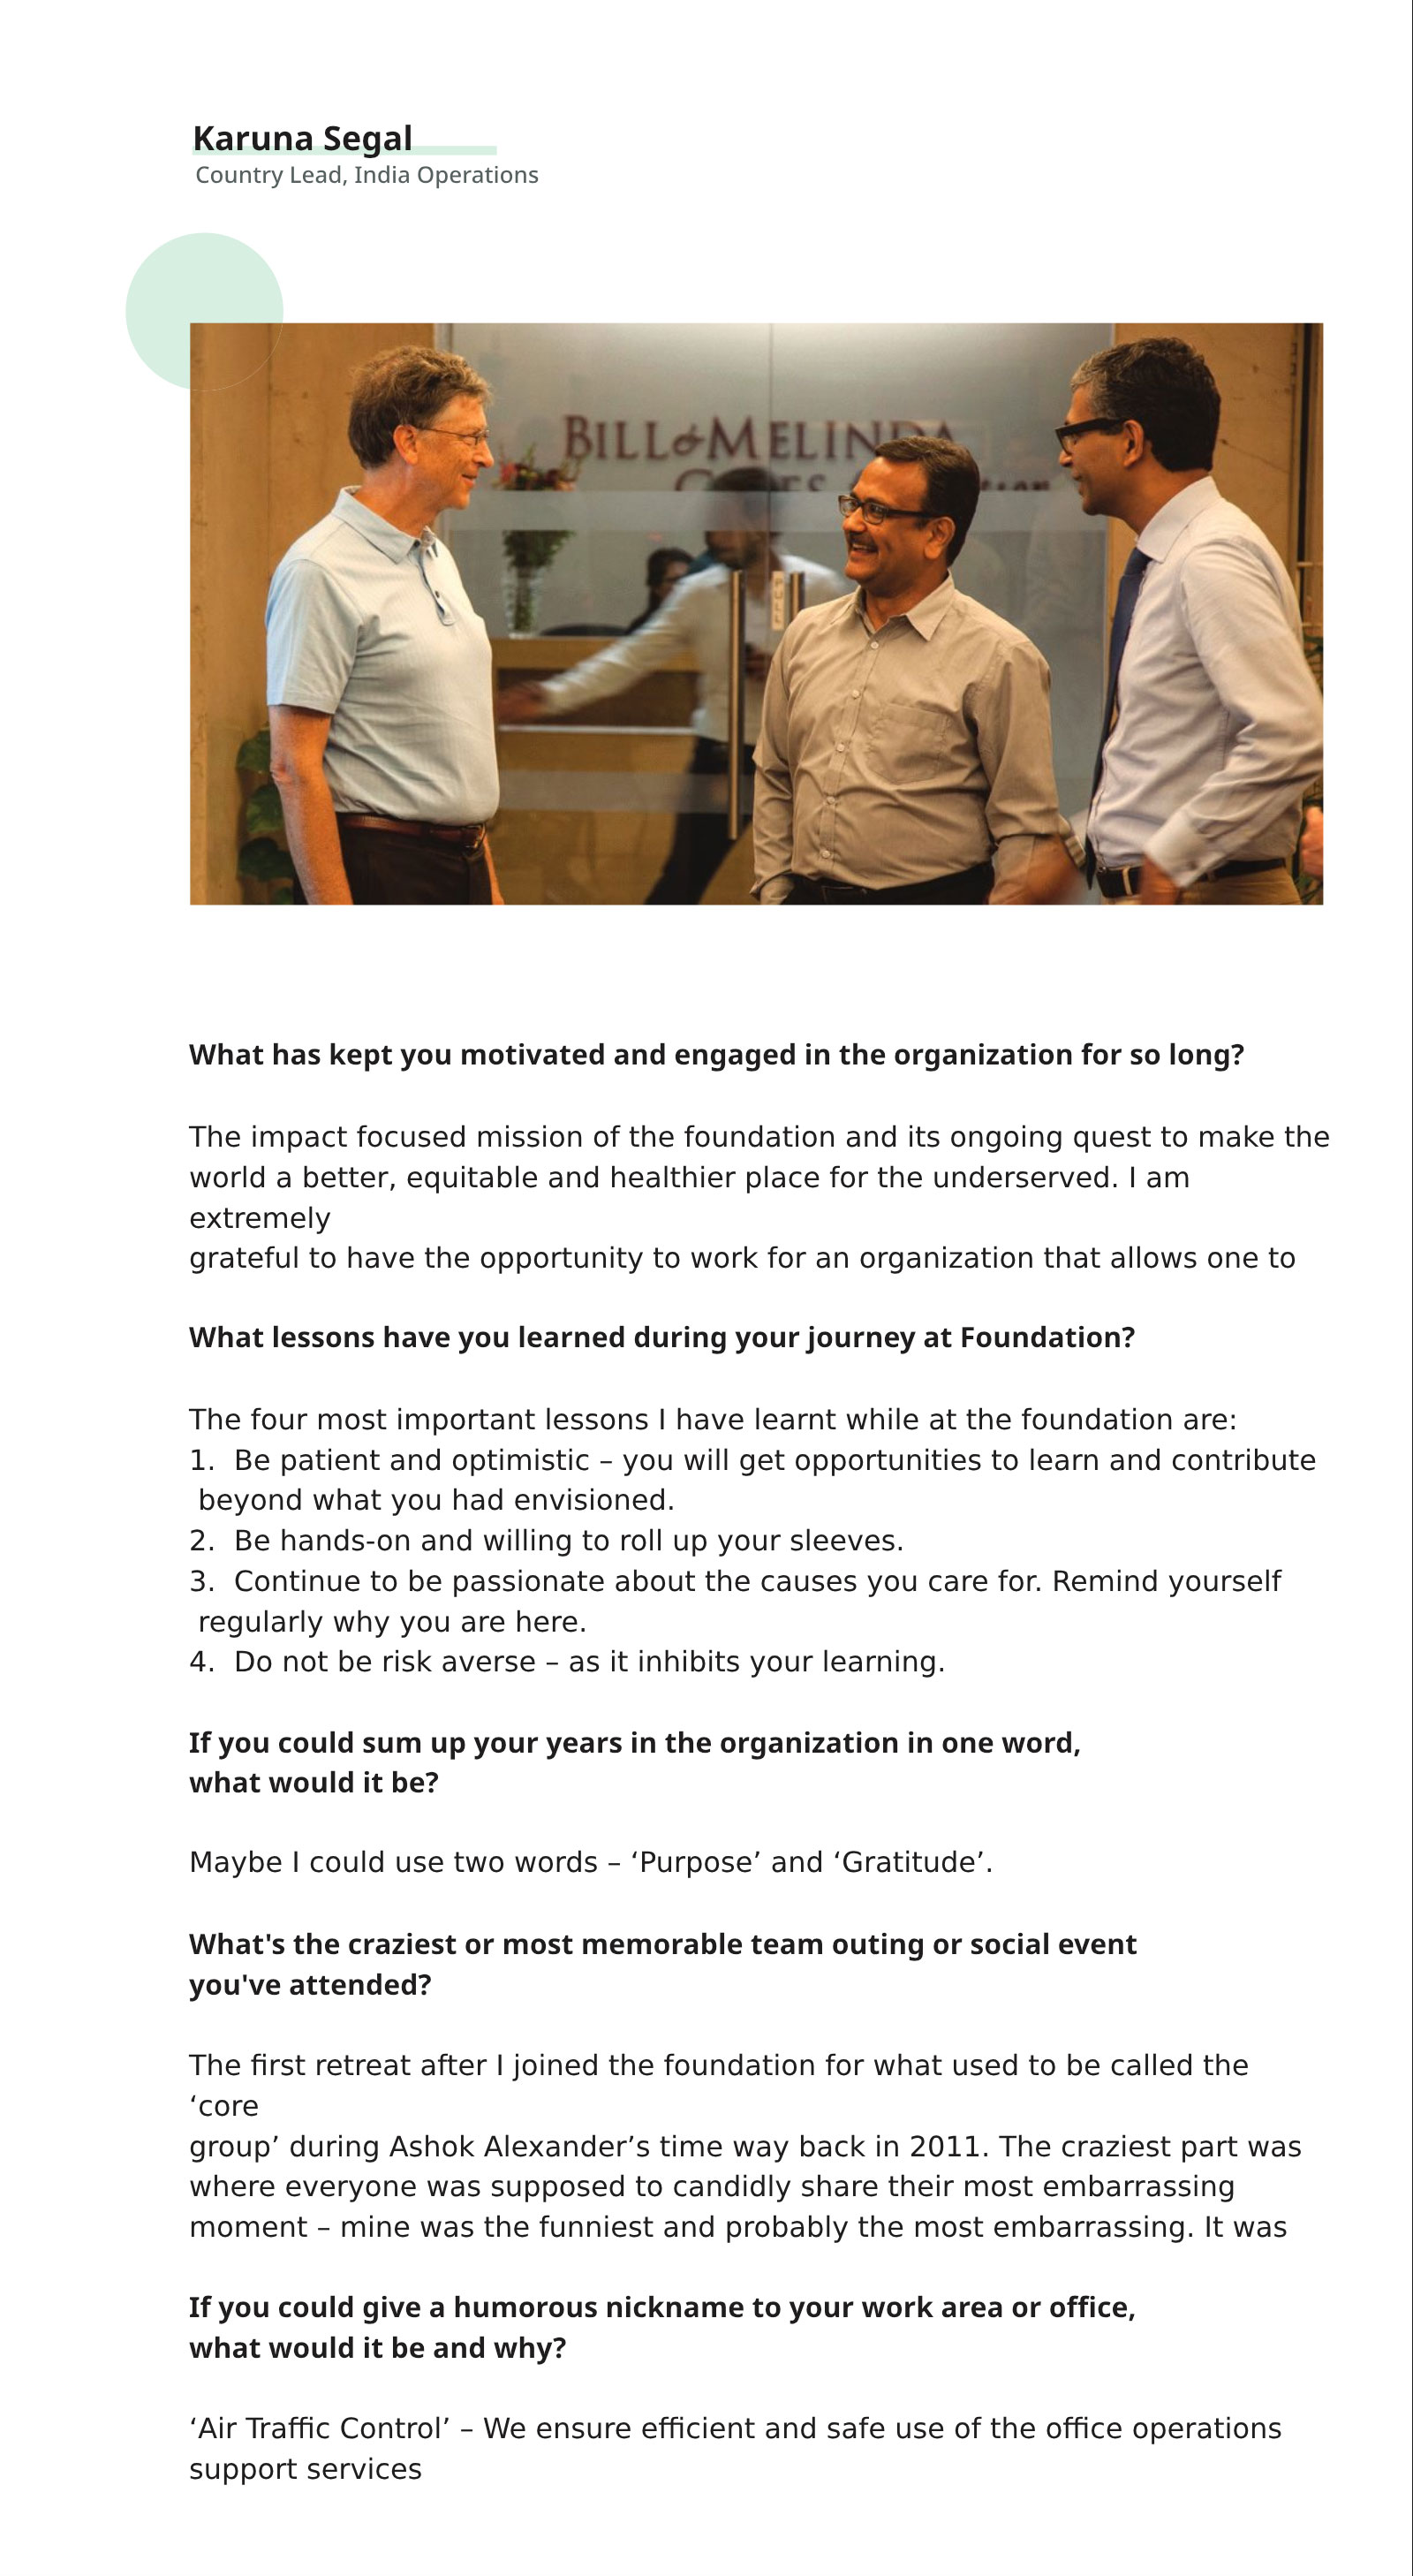 Karuna Segal
Country Lead, India Operations
BILL & MELINDA
PULL
What has kept you motivated and engaged in the organization for so long?
The impact focused mission of the foundation and its ongoing quest to make the
world a better, equitable and healthier place for the underserved. I am
extremely
grateful to have the opportunity to work for an organization that allows one to
What lessons have you learned during your journey at Foundation?
The four most important lessons I have learnt while at the foundation are:
1. Be patient and optimistic – you will get opportunities to learn and contribute
beyond what you had envisioned.
2. Be hands-on and willing to roll up your sleeves.
3. Continue to be passionate about the causes you care for. Remind yourself
regularly why you are here.
4. Do not be risk averse – as it inhibits your learning.
If you could sum up your years in the organization in one word,
what would it be?
Maybe I could use two words – ‘Purpose’ and ‘Gratitude’.
What's the craziest or most memorable team outing or social event
you've attended?
The first retreat after I joined the foundation for what used to be called the
‘core
group’ during Ashok Alexander’s time way back in 2011. The craziest part was
where everyone was supposed to candidly share their most embarrassing
moment – mine was the funniest and probably the most embarrassing. It was
If you could give a humorous nickname to your work area or office,
what would it be and why?
‘Air Traffic Control’ – We ensure efficient and safe use of the office operations
support services